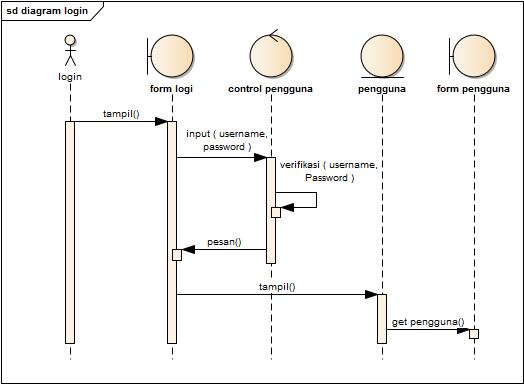 sd diagram login
login
form logi
control pengguna
pengguna
form pengguna
tampil()
input ( username,
password )
verifikasi ( username,
Password )
pesan()
tampil()
get pengguna()